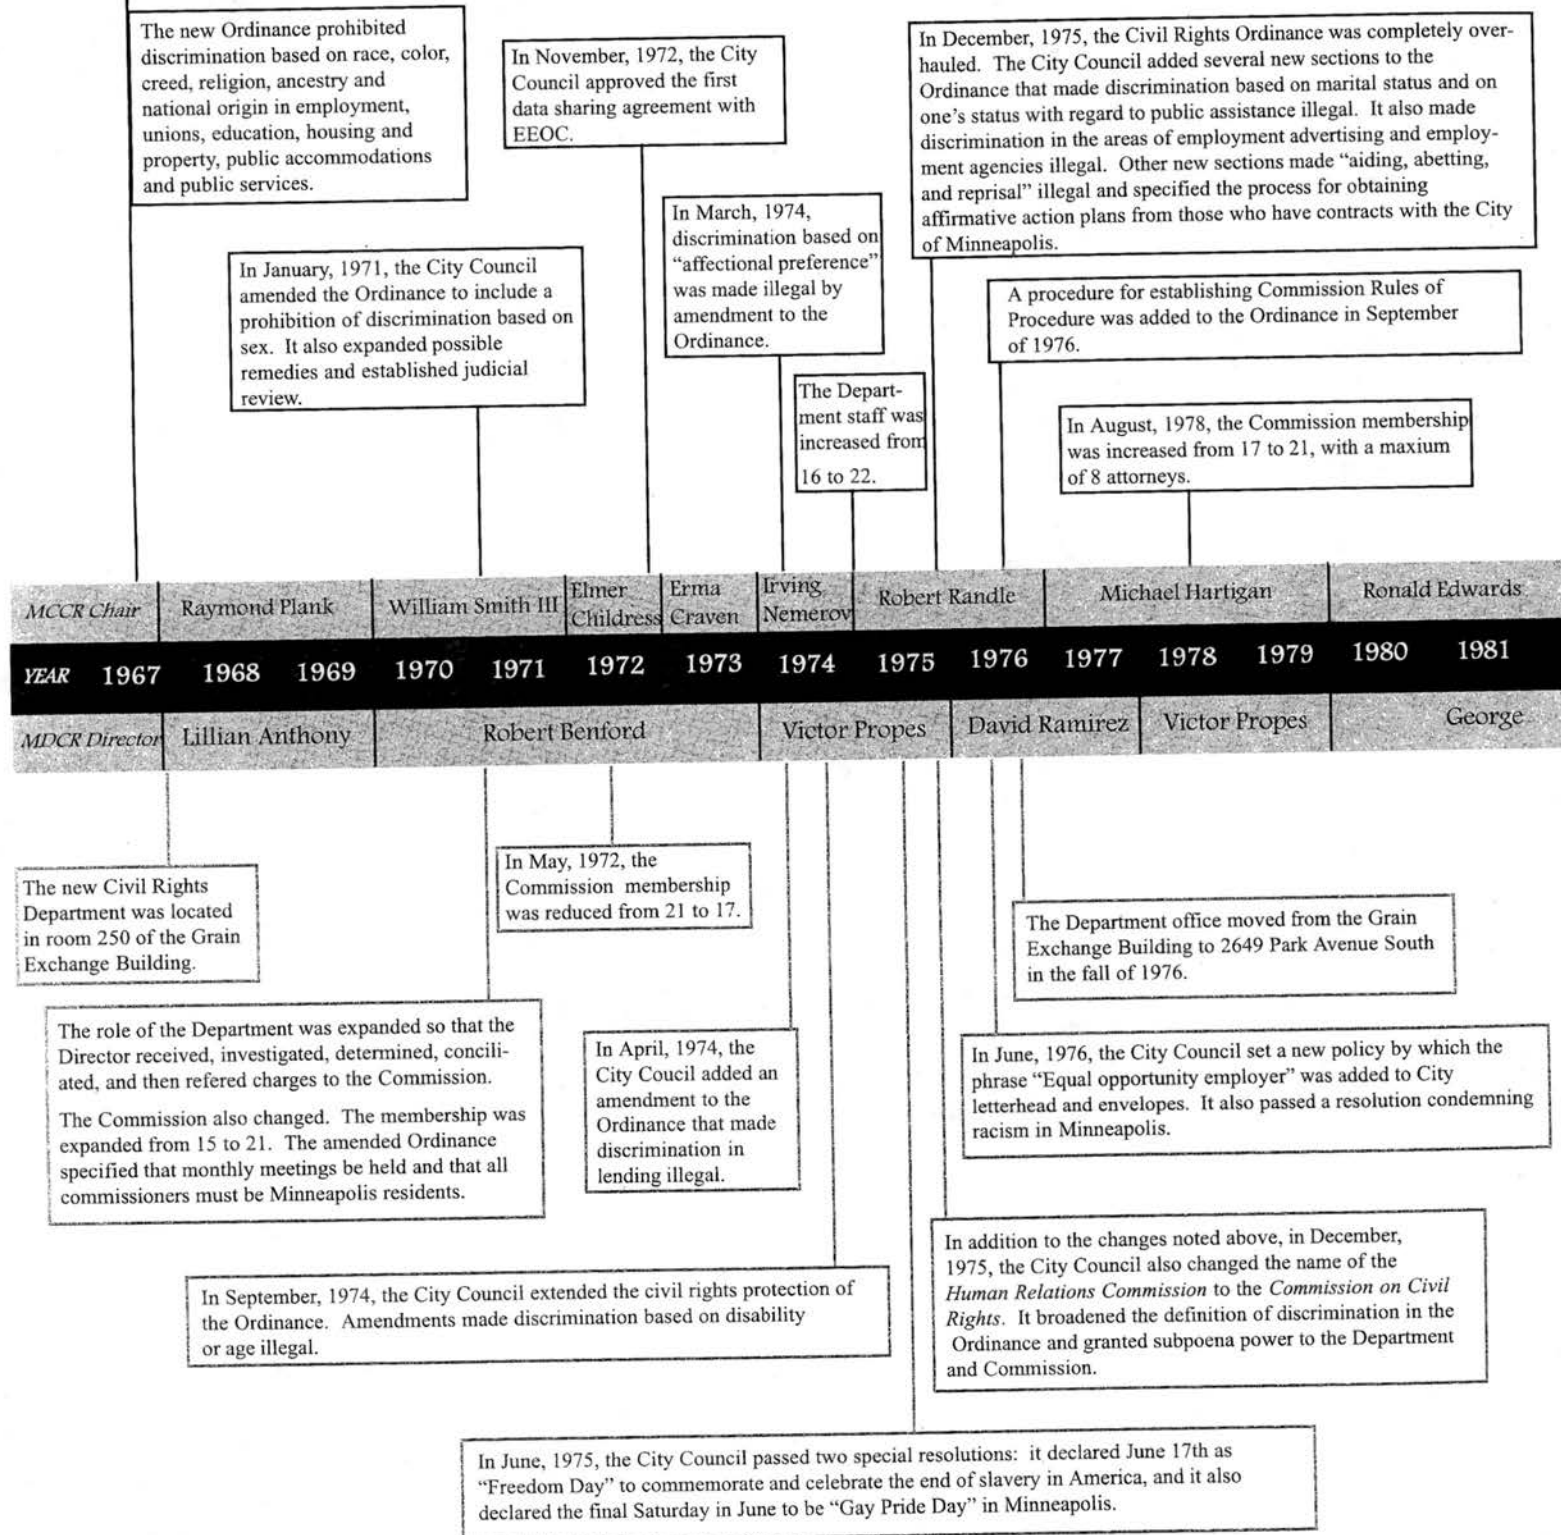 The new Ordinance prohibited
discrimination based on race, color,
creed, religion, ancestry and
national origin in employment,
unions, education, housing and
property, public accommodations
and public services.
In November, 1972, the City
Council approved the first
data sharing agreement with
EEOC.
In December, 1975, the Civil Rights Ordinance was completely over-
hauled. The City Council added several new sections to the
Ordinance that made discrimination based on marital status and on
one's status with regard to public assistance illegal. It also made
discrimination in the areas of employment advertising and employ-
ment agencies illegal. Other new sections made “aiding, abetting,
and reprisal” illegal and specified the process for obtaining
affirmative action plans from those who have contracts with the City
of Minneapolis.
In January, 1971, the City Council
amended the Ordinance to include a
prohibition of discrimination based on
sex. It also expanded possible
remedies and established judicial
review.
In March, 1974,
discrimination based on
“affectional preference”
was made illegal by
amendment to the
Ordinance.
A procedure for establishing Commission Rules of
Procedure was added to the Ordinance in September
of 1976.
The Depart-
ment staff was
increased from
16 to 22.
In August, 1978, the Commission membership
was increased from 17 to 21, with a maxium
of 8 attorneys.
MCCR Chair Raymond Plank William Smith III Elmer Childress Erma Craven Irving Nemerov Robert Randle Michael Hartigan Ronald Edwards
YEAR 1967 1968 1969 1970 1971 1972 1973 1974 1975 1976 1977 1978 1979 1980 1981
MDCR Director Lillian Anthony Robert Benford Victor Propes David Ramirez Victor Propes George
The new Civil Rights
Department was located
in room 250 of the Grain
Exchange Building.
In May, 1972, the
Commission membership
was reduced from 21 to 17.
The Department office moved from the Grain
Exchange Building to 2649 Park Avenue South
in the fall of 1976.
The role of the Department was expanded so that the
Director received, investigated, determined, concili-
ated, and then refered charges to the Commission.
The Commission also changed. The membership was
expanded from 15 to 21. The amended Ordinance
specified that monthly meetings be held and that all
commissioners must be Minneapolis residents.
In April, 1974, the
City Coucil added an
amendment to the
Ordinance that made
discrimination in
lending illegal.
In June, 1976, the City Council set a new policy by which the
phrase “Equal opportunity employer” was added to City
letterhead and envelopes. It also passed a resolution condemning
racism in Minneapolis.
In September, 1974, the City Council extended the civil rights protection of
the Ordinance. Amendments made discrimination based on disability
or age illegal.
In addition to the changes noted above, in December,
1975, the City Council also changed the name of the
Human Relations Commission to the Commission on Civil
Rights. It broadened the definition of discrimination in the
Ordinance and granted subpoena power to the Department
and Commission.
In June, 1975, the City Council passed two special resolutions: it declared June 17th as
“Freedom Day” to commemorate and celebrate the end of slavery in America, and it also
declared the final Saturday in June to be “Gay Pride Day” in Minneapolis.